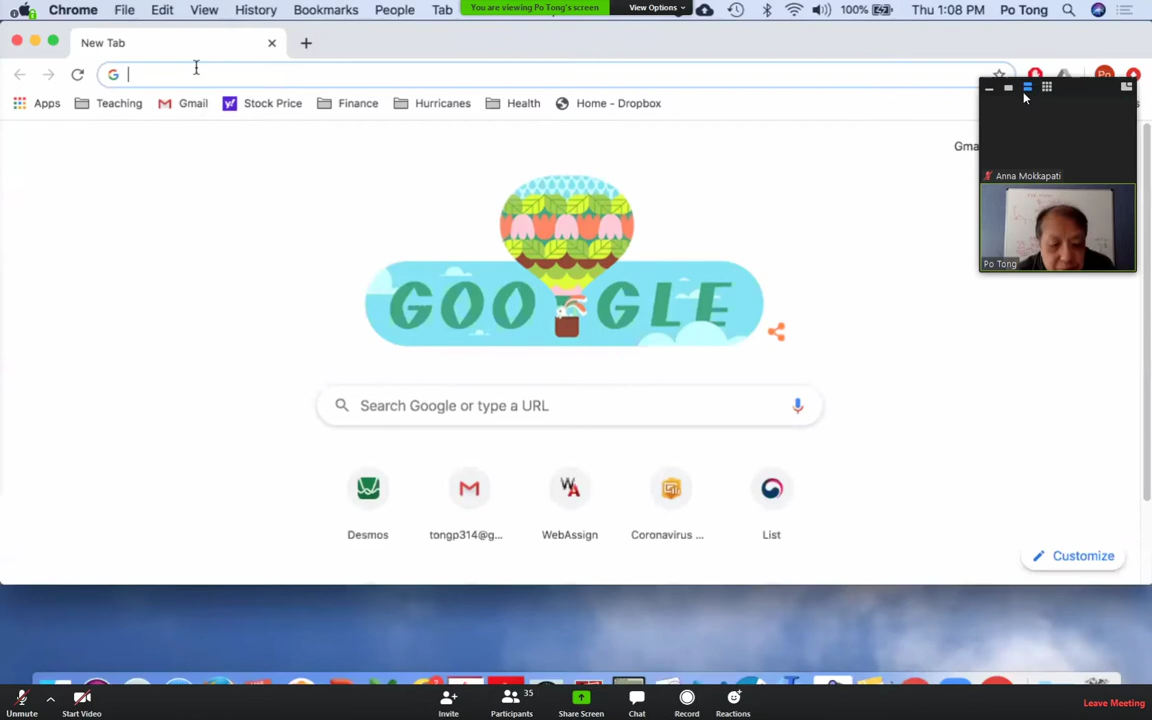 Chrome File Edit View History Bookmarks People Tab You are viewing Po Tong's screen View Options 100% Thu 1:08 PM Po Tong
New Tab
Po
Apps Teaching Gmail Stock Price Finance Hurricanes Health Home - Dropbox
Gma
Anna Mokkapati
Po Tong
GOOGLE
Search Google or type a URL
Desmos tongp314@g... WebAssign Coronavirus ... List
Customize
Unmute Start Video Invite Participants 35 Share Screen Chat Record Reactions Leave Meeting